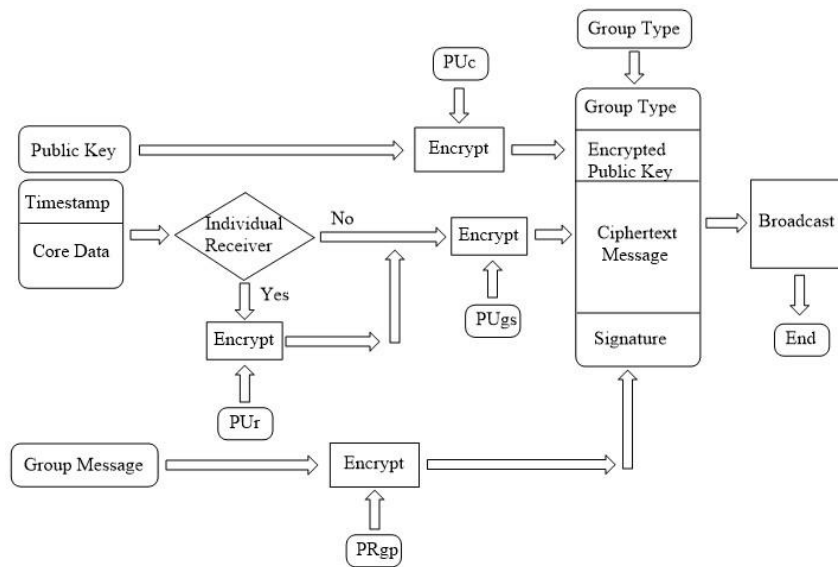 Group Type
PUc
Group Type
Public Key
Encrypt
Encrypted
Public Key
Timestamp
Core Data
Individual
Receiver
No
Yes
Encrypt
Ciphertext
Message
Broadcast
PUgs
Encrypt
PUr
Signature
End
Group Message
Encrypt
PRgp